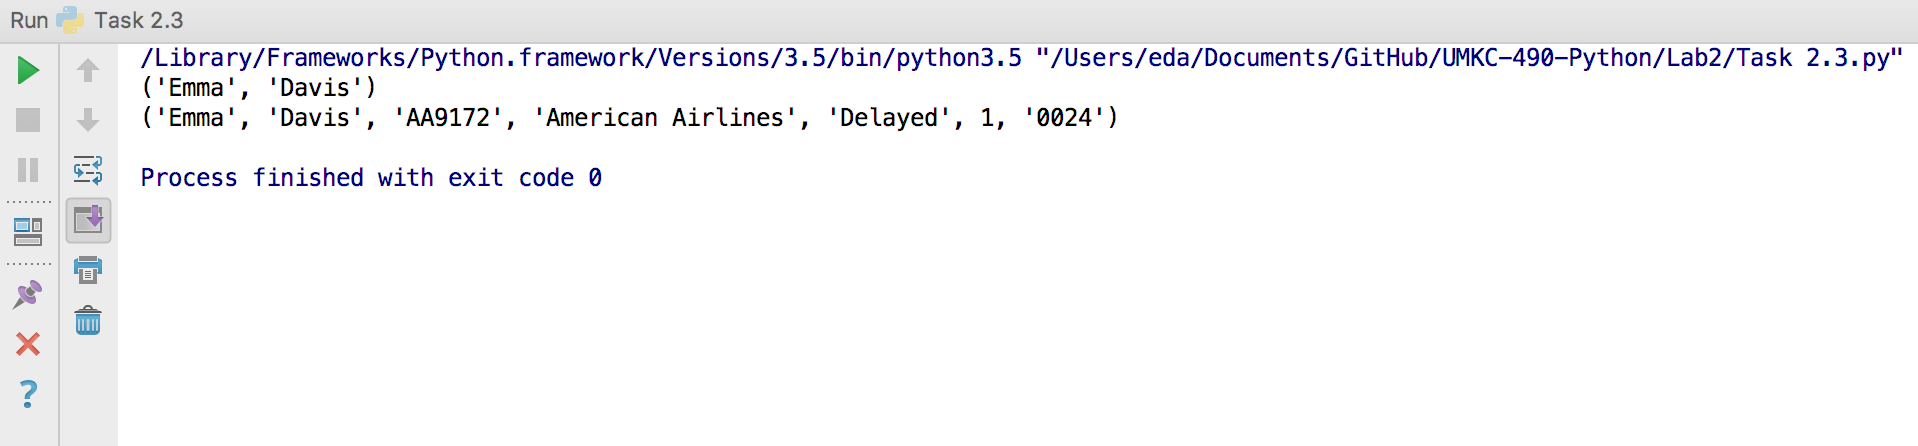 Run Task 2.3
/Library/Frameworks/Python.framework/Versions/3.5/bin/python3.5 "/Users/eda/Documents/GitHub/UMKC-490-Python/Lab2/Task 2.3.py"
('Emma', 'Davis')
('Emma', 'Davis', 'AA9172', 'American Airlines', 'Delayed', 1, '0024')
Process finished with exit code 0